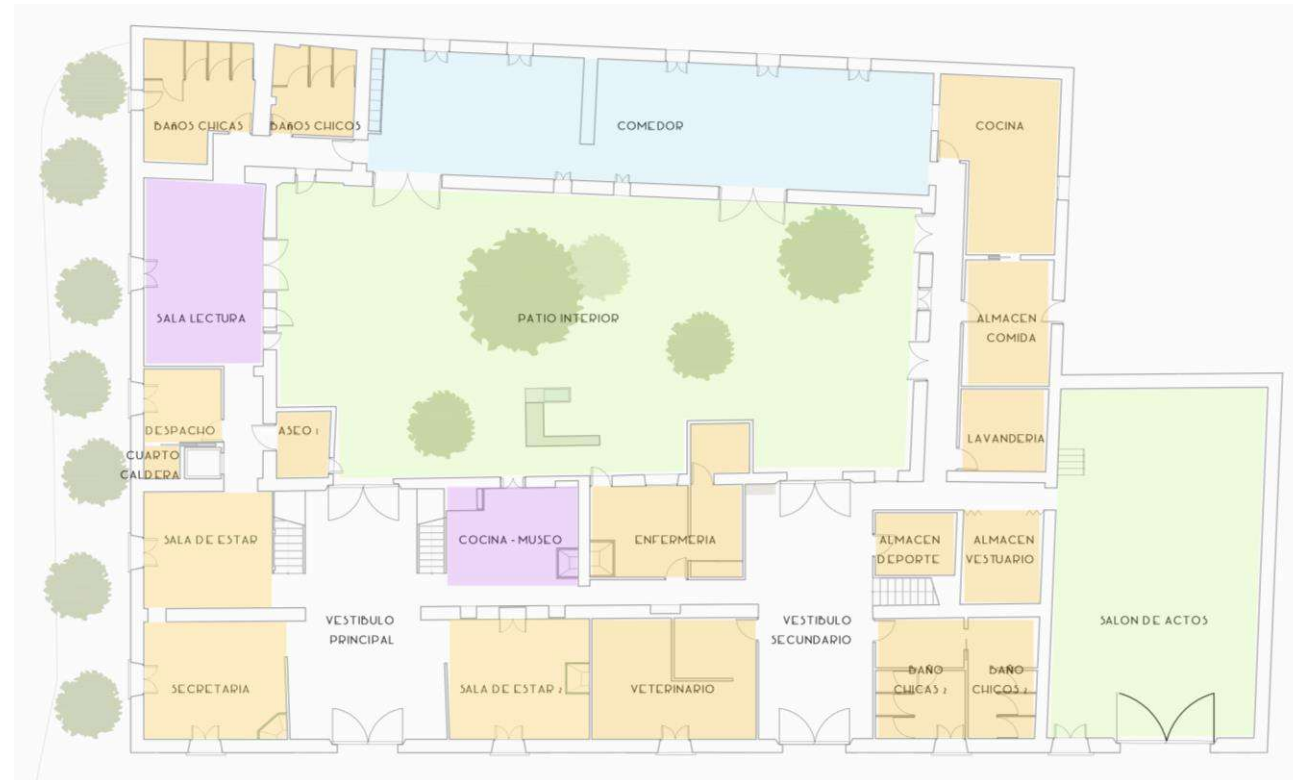 BAñOS CHICAS
BAñOS CHICOS
COMEDOR
COCINA
SALA LECTURA
PATIO INTERIOR
ALMACEN
COMIDA
DESPACHO
ASEO 1
LAVANDERIA
CUARTO
CALDERA
SALA DE ESTAR
COCINA - MUSEO
ENFERMERIA
ALMACEN
DEPORTE
ALMACEN
VESTUARIO
VESTIBULO
PRINCIPAL
VESTIBULO
SECUNDARIO
SALON DE ACTOS
SECRETARIA
SALA DE ESTAR 2
VETERINARIO
BAÑO
CHICAS 2
BAÑO
CHICOS 2